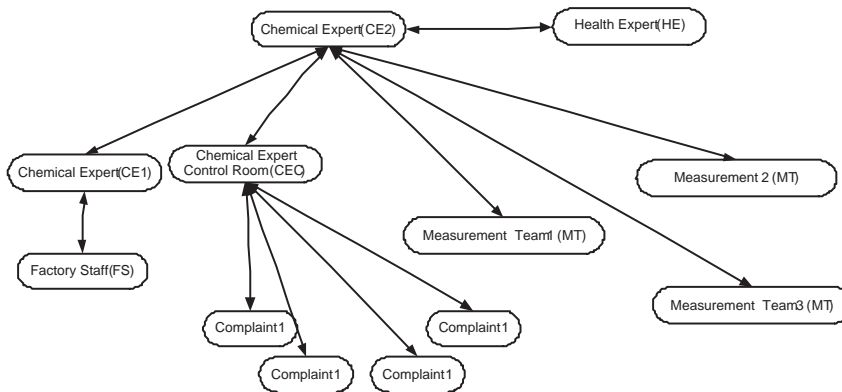 Chemical Expert(CE2)
Health Expert(HE)
Chemical Expert(CE1)
Chemical Expert
Control Room(CEC)
Measurement 2 (MT)
Measurement Team1 (MT)
Factory Staff(FS)
Measurement Team3 (MT)
Complaint1
Complaint1
Complaint1
Complaint1